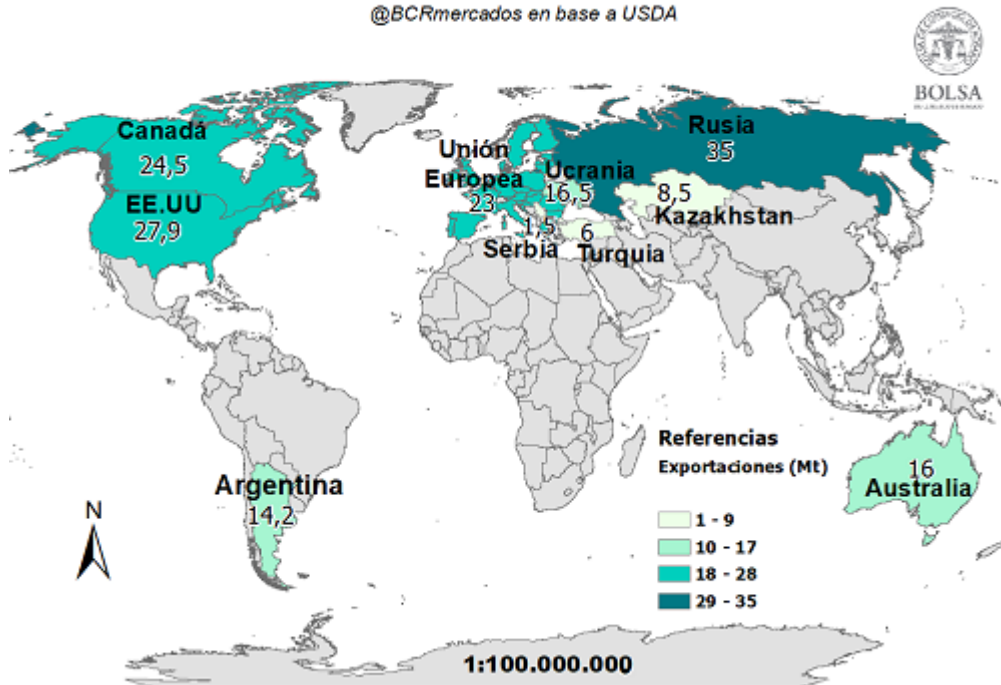 @BCRmercados en base a USDA
BOLSA
Canadá
24,5
EE.UU
27,9
Unión
Europea
23
Ucrania
16,5
Rusia
35
8,5
Kazakhstan
1,5
Serbia
6
Turquia
Argentina
14,2
16
Australia
N
Referencias
Exportaciones (Mt)
1 - 9
10 - 17
18 - 28
29 - 35
1:100.000.000